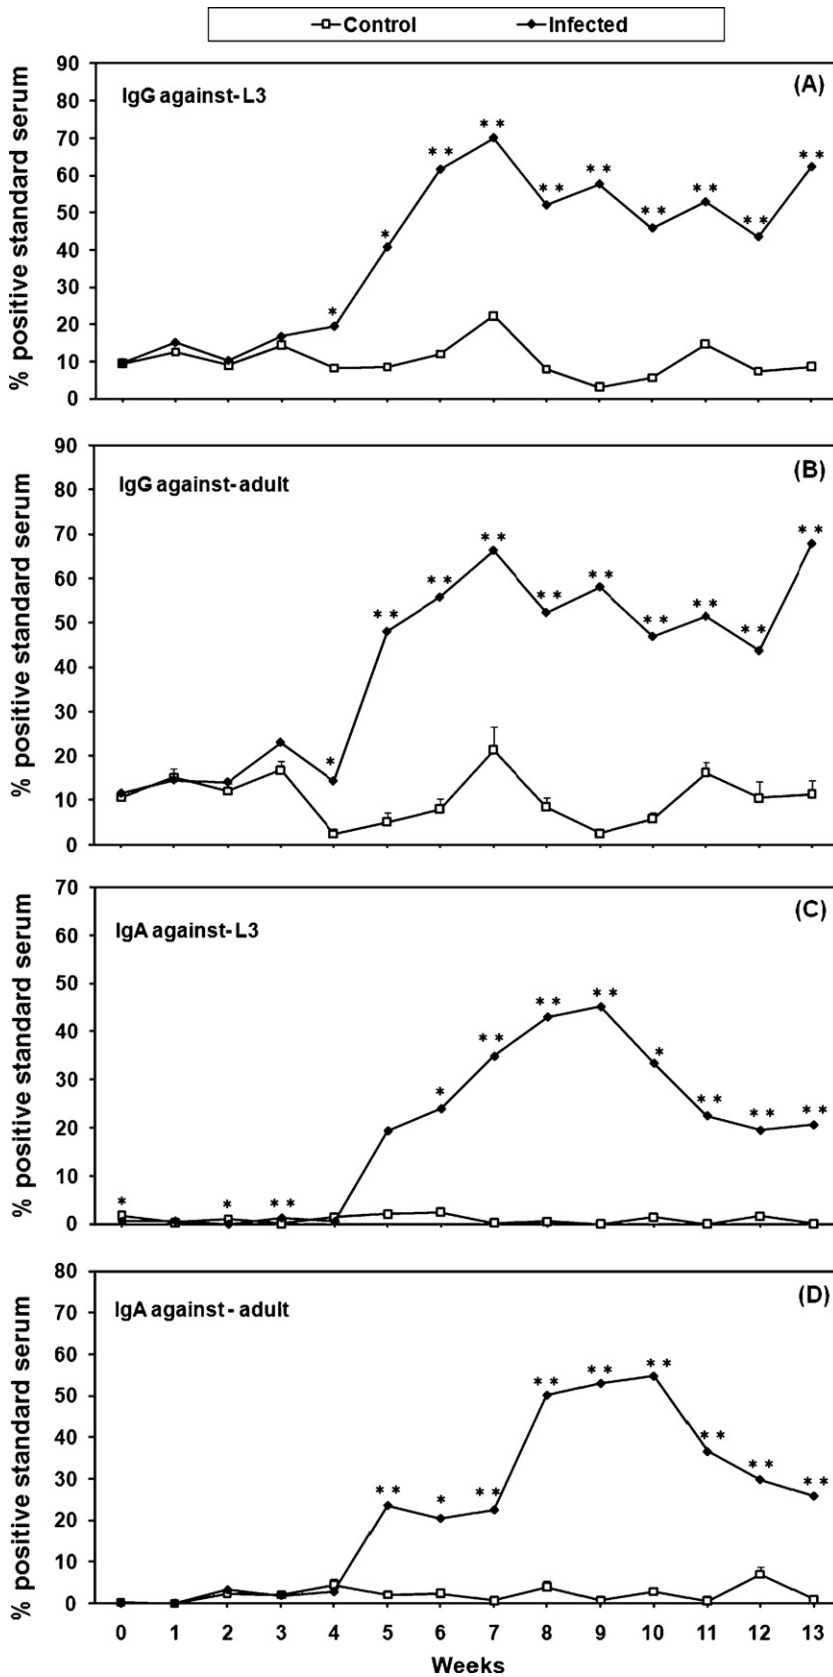 Control Infected
% positive standard serum
IgG against-L3
(A)
90
80
70
60
50
40
30
20
10
0
* * ** ** ** ** ** ** ** **
% positive standard serum
IgG against-adult
(B)
90
80
70
60
50
40
30
20
10
0
* ** ** ** ** ** ** ** ** **
% positive standard serum
IgA against-L3
(C)
70
60
50
40
30
20
10
0
* * ** * ** ** ** * ** ** **
% positive standard serum
IgA against-adult
(D)
80
70
60
50
40
30
20
10
0
** * ** ** ** ** ** ** **
0 1 2 3 4 5 6 7 8 9 10 11 12 13
Weeks